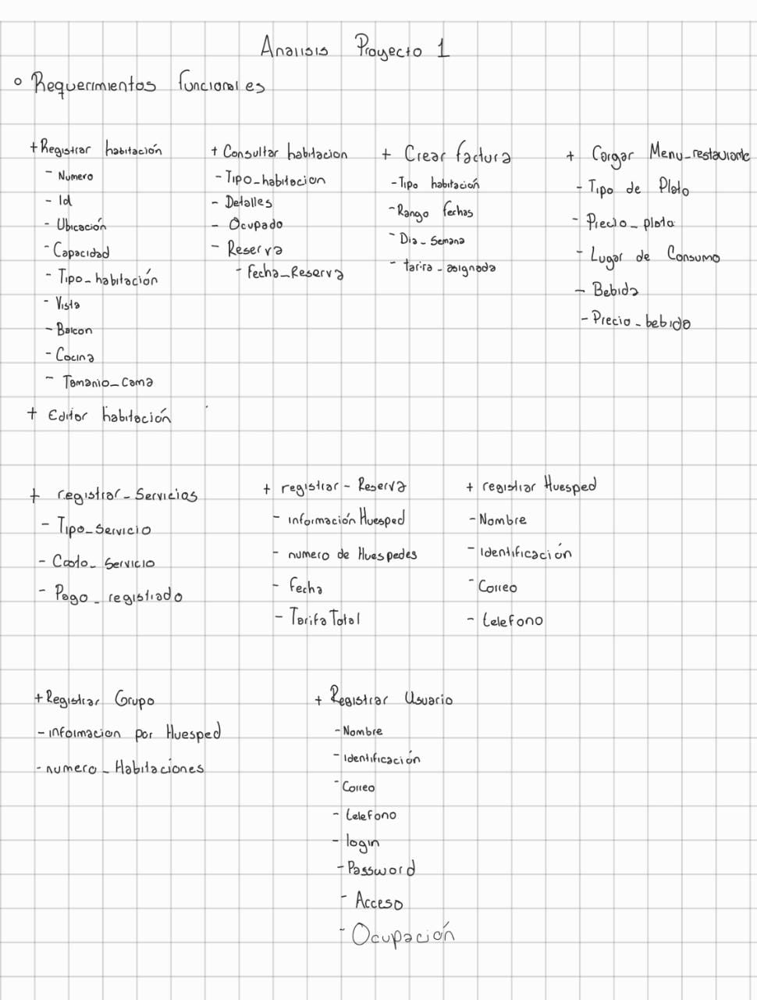 Analisis Proyecto 1
o Requerimientos funcionales
+ Registrar habitación
- Numero
- Id
- Ubicación
- Capacidad
- Tipo_habitación
- Vista
- Balcon
- Cocina
- Tamanio_cama
+ Editar habitación
+ Consultar habitacion
- Tipo_habitacion
- Detalles
- Ocupado
- Reserva
- Fecha_Reserva
+ Crear factura
- Tipo habitación
- Rango fechas
- Dia_semana
- tarifa_asignada
+ Cargar Menu_restaurante
- Tipo de Plato
- Precio_plato
- Lugar de Consumo
- Bebida
- Precio_bebida
+ registrar_Servicios
- Tipo_servicio
- Costo_Servicio
- Pago_registrado
+ registrar-Reserva
- información Huesped
- numero de Huespedes
- fecha
- Tarifa Total
+ registrar Huesped
- Nombre
- Identificación
- Correo
- telefono
+ Registrar Grupo
- informacion por Huesped
- numero_Habitaciones
+ Registrar Usuario
- Nombre
- Identificación
- Correo
- telefono
- login
- Password
- Acceso
- Ocupación